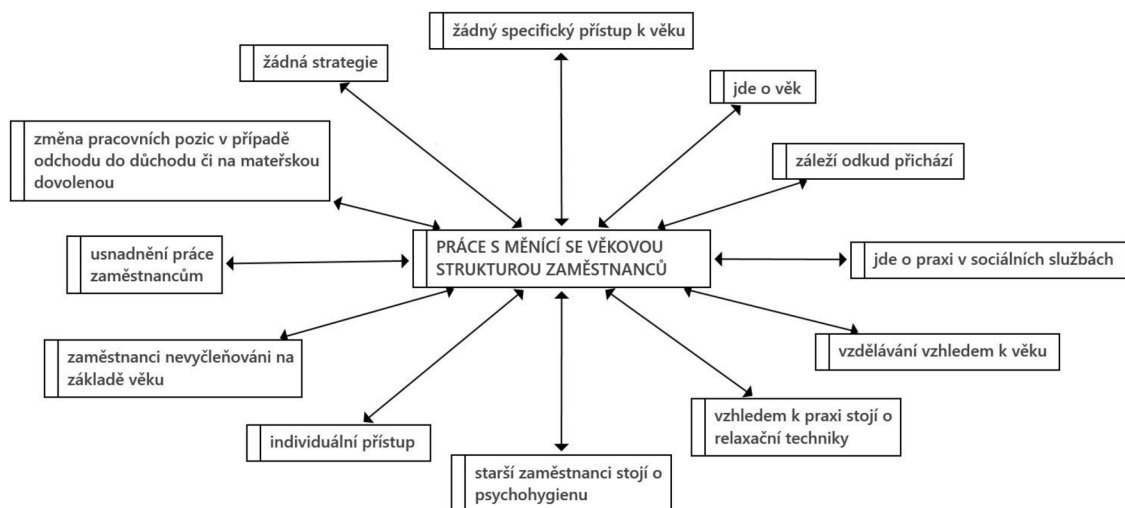 žádný specifický přístup k věku
žádná strategie
jde o věk
změna pracovních pozic v případě
odchodu do důchodu či na mateřskou
dovolenou
záleží odkud přichází
usnadnění práce
zaměstnancům
PRÁCE S MĚNÍCÍ SE VĚKOVOU
STRUKTUROU ZAMĚSTNANCŮ
jde o praxi v sociálních službách
zaměstnanci nevyčleňováni na
základě věku
vzdělávání vzhledem k věku
individuální přístup
vzhledem k praxi stojí o
relaxační techniky
starší zaměstnanci stojí o
psychohygienu